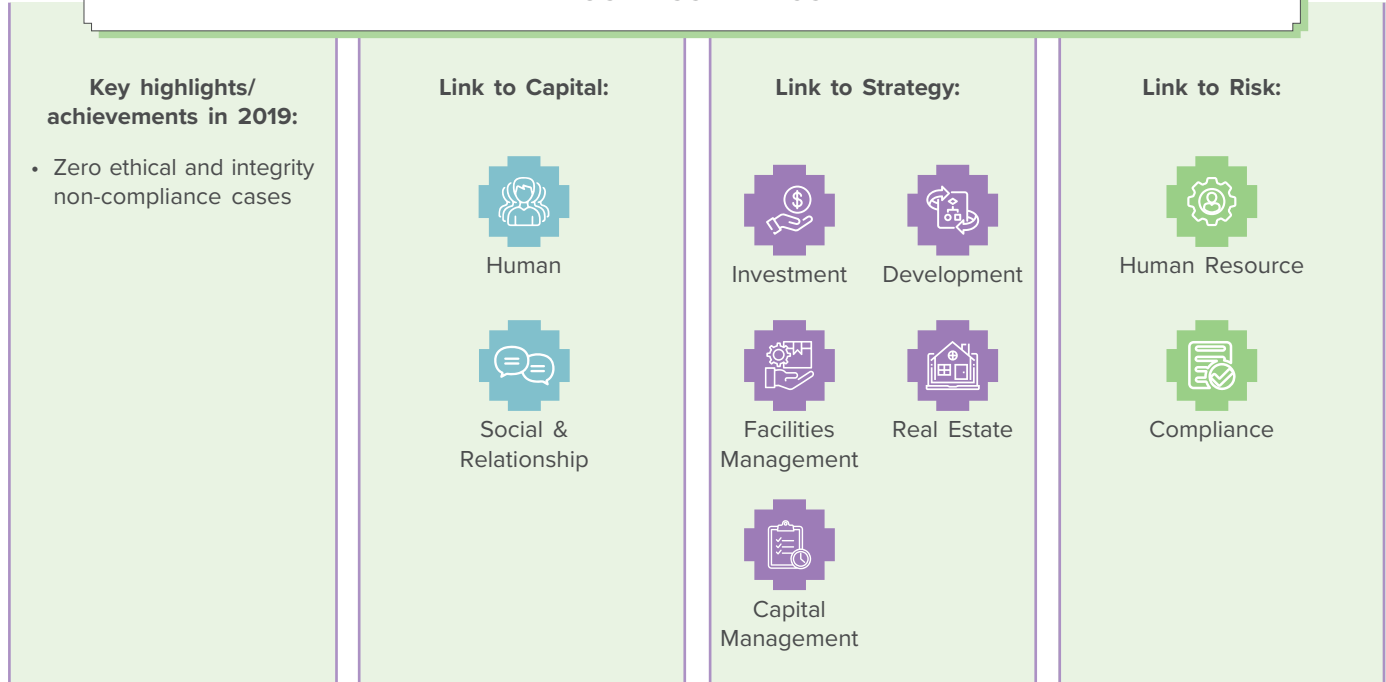 Key highlights/
achievements in 2019:
• Zero ethical and integrity
non-compliance cases
Link to Capital:
Human
Social &
Relationship
Link to Strategy:
Investment
Development
Facilities
Management
Real Estate
Capital
Management
Link to Risk:
Human Resource
Compliance